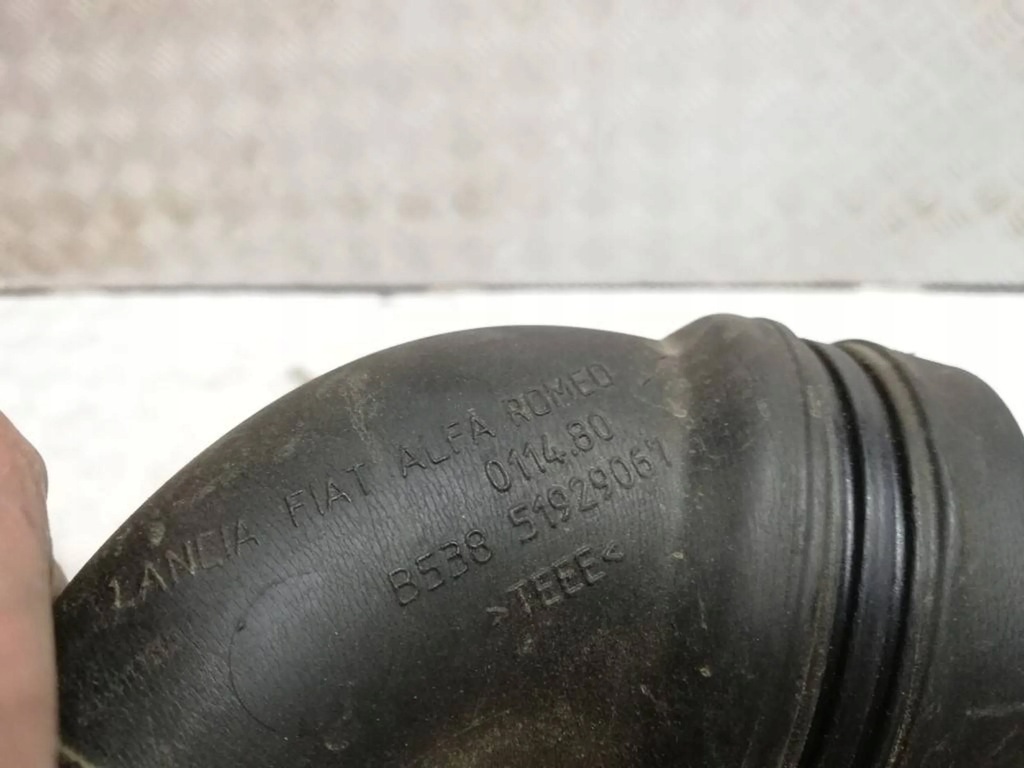 LANCIA FIAT ALFA ROMEO
0114.80
B538 51929061
>TEEE<